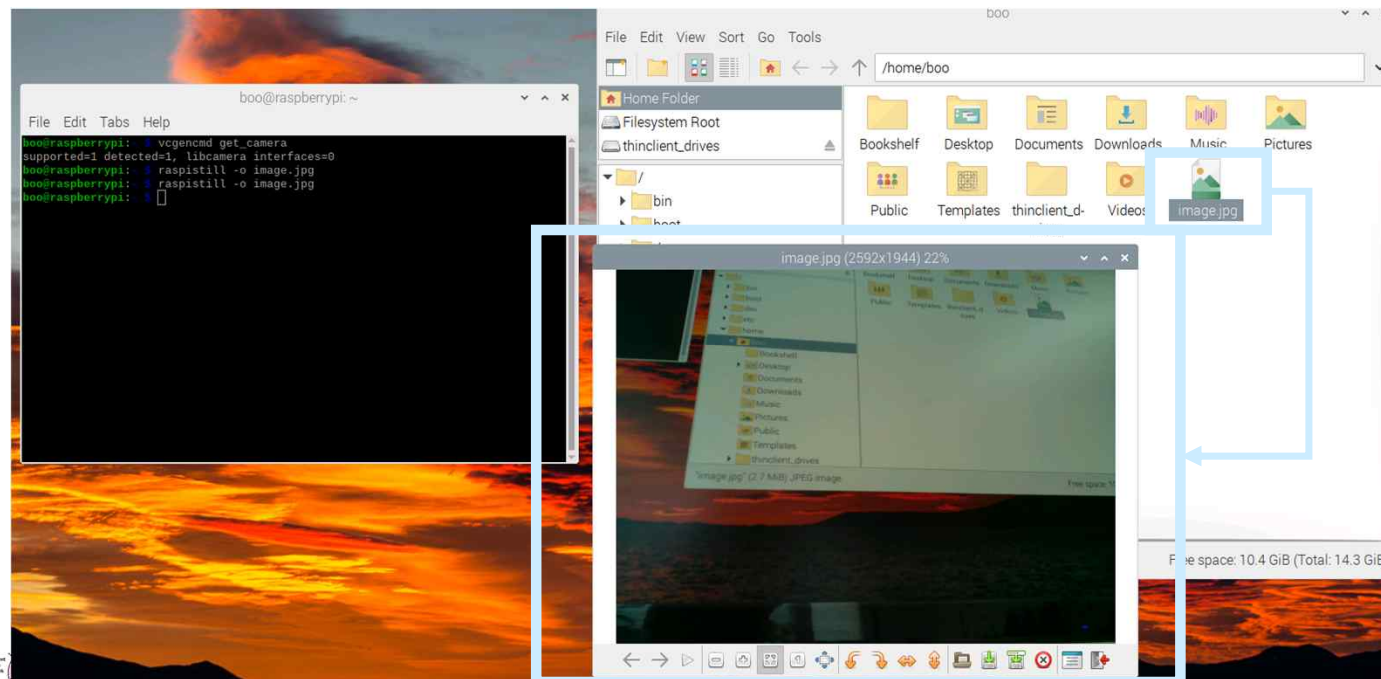 boo@raspberrypi: ~
File Edit Tabs Help
boo@raspberrypi: $ vcgencmd get_camera
supported=1 detected=1, libcamera interfaces=0
boo@raspberrypi: $ raspistill -o image.jpg
boo@raspberrypi: $ raspistill -o image.jpg
boo@raspberrypi: $
boo
File Edit View Sort Go Tools
/home/boo
Home Folder
Filesystem Root
thinclient_drives
/
bin
Bookshelf Desktop Documents Downloads Music Pictures
Public Templates thinclient_d- Videos image.jpg
image.jpg (2592x1944) 22%
Bookshelf
Desktop
Documents
Downloads
Music
Pictures
Public
Templates
thinclient_drives
"image.jpg" (2.7 MiB) JPEG image
Free space: 10.4 GiB (Total: 14.3 GiB